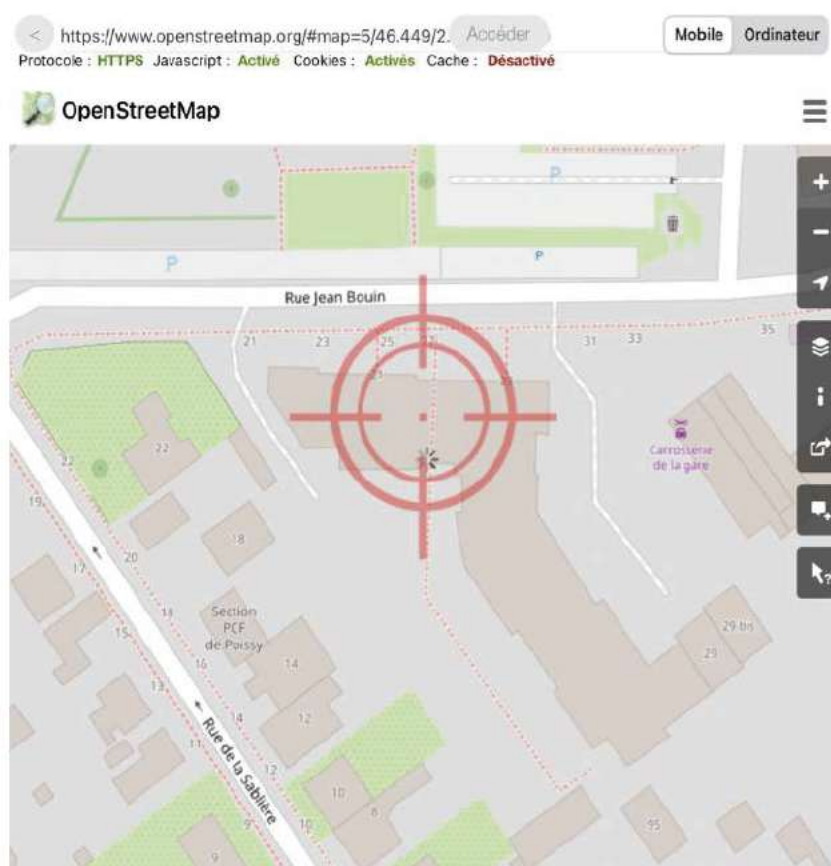 < https://www.openstreetmap.org/#map=5/46.449/2. Accéder Mobile Ordinateur
Protocole : HTTPS Javascript : Activé Cookies : Activés Cache : Désactivé
OpenStreetMap
P
P
P
Rue Jean Bouin
21 23 25 27 31 33 35
22
22
Carrosserie
de la gare
19
18
20
17
18
Section
PCF
de Poissy
29 bis
29
15
16
14
13
14
12
11
Rue de la Sablière
12
10
8
9
10
95
9